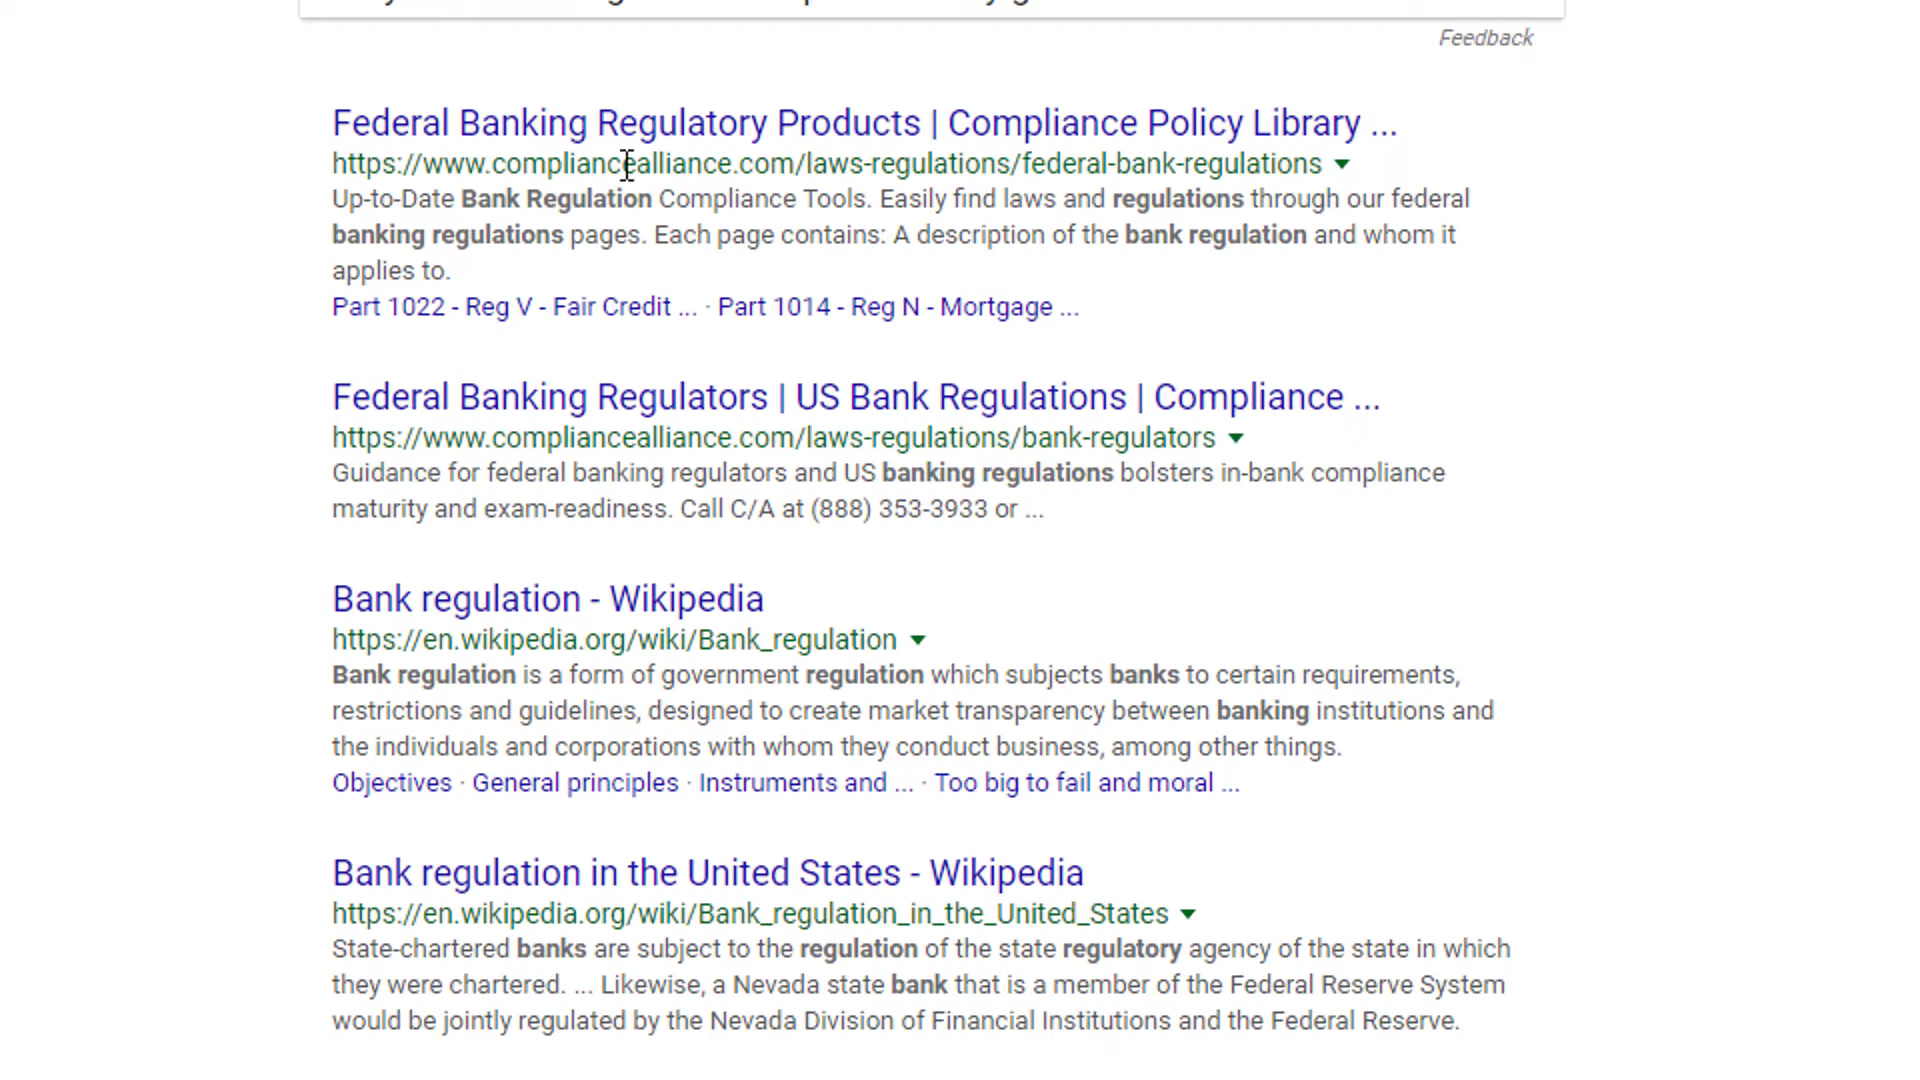 Feedback
Federal Banking Regulatory Products | Compliance Policy Library ...
https://www.compliancealliance.com/laws-regulations/federal-bank-regulations
Up-to-Date Bank Regulation Compliance Tools. Easily find laws and regulations through our federal
banking regulations pages. Each page contains: A description of the bank regulation and whom it
applies to.
Part 1022 - Reg V - Fair Credit ... · Part 1014 - Reg N - Mortgage ...
Federal Banking Regulators | US Bank Regulations | Compliance ...
https://www.compliancealliance.com/laws-regulations/bank-regulators
Guidance for federal banking regulators and US banking regulations bolsters in-bank compliance
maturity and exam-readiness. Call C/A at (888) 353-3933 or ...
Bank regulation - Wikipedia
https://en.wikipedia.org/wiki/Bank_regulation
Bank regulation is a form of government regulation which subjects banks to certain requirements,
restrictions and guidelines, designed to create market transparency between banking institutions and
the individuals and corporations with whom they conduct business, among other things.
Objectives · General principles · Instruments and ... · Too big to fail and moral ...
Bank regulation in the United States - Wikipedia
https://en.wikipedia.org/wiki/Bank_regulation_in_the_United_States
State-chartered banks are subject to the regulation of the state regulatory agency of the state in which
they were chartered. ... Likewise, a Nevada state bank that is a member of the Federal Reserve System
would be jointly regulated by the Nevada Division of Financial Institutions and the Federal Reserve.